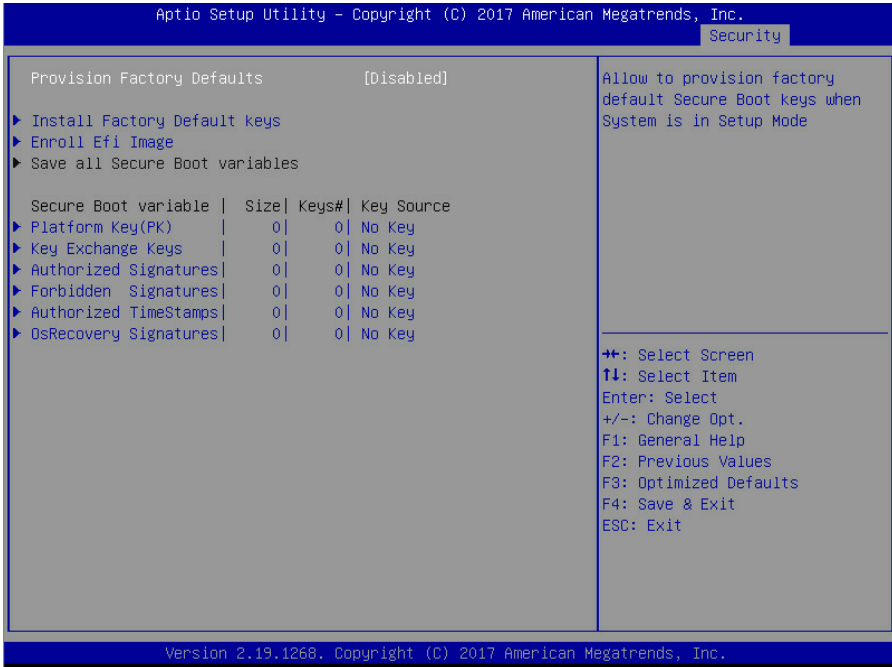 Aptio Setup Utility – Copyright (C) 2017 American Megatrends, Inc.
Security
Provision Factory Defaults [Disabled]
Install Factory Default keys
Enroll Efi Image
Save all Secure Boot variables
Secure Boot variable | Size| Keys#| Key Source
Platform Key(PK) | 0| 0| No Key
Key Exchange Keys | 0| 0| No Key
Authorized Signatures| 0| 0| No Key
Forbidden Signatures| 0| 0| No Key
Authorized TimeStamps| 0| 0| No Key
OsRecovery Signatures| 0| 0| No Key
Allow to provision factory
default Secure Boot keys when
System is in Setup Mode
→←: Select Screen
↑↓: Select Item
Enter: Select
+/-: Change Opt.
F1: General Help
F2: Previous Values
F3: Optimized Defaults
F4: Save & Exit
ESC: Exit
Version 2.19.1268. Copyright (C) 2017 American Megatrends, Inc.